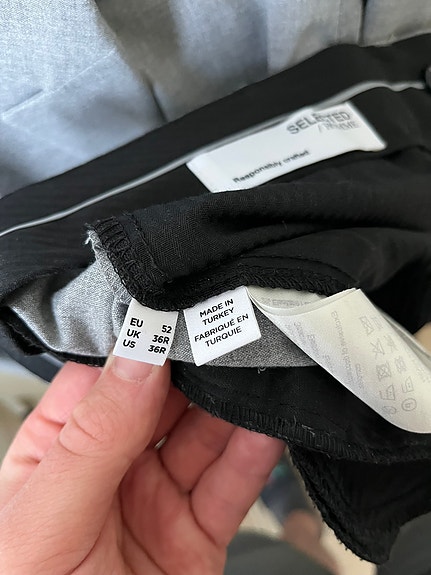 SELECTED
/HOMME
Responsibly crafted
EU 52
UK 36R
US 36R
MADE IN
TURKEY
FABRIQUÉ EN
TURQUIE